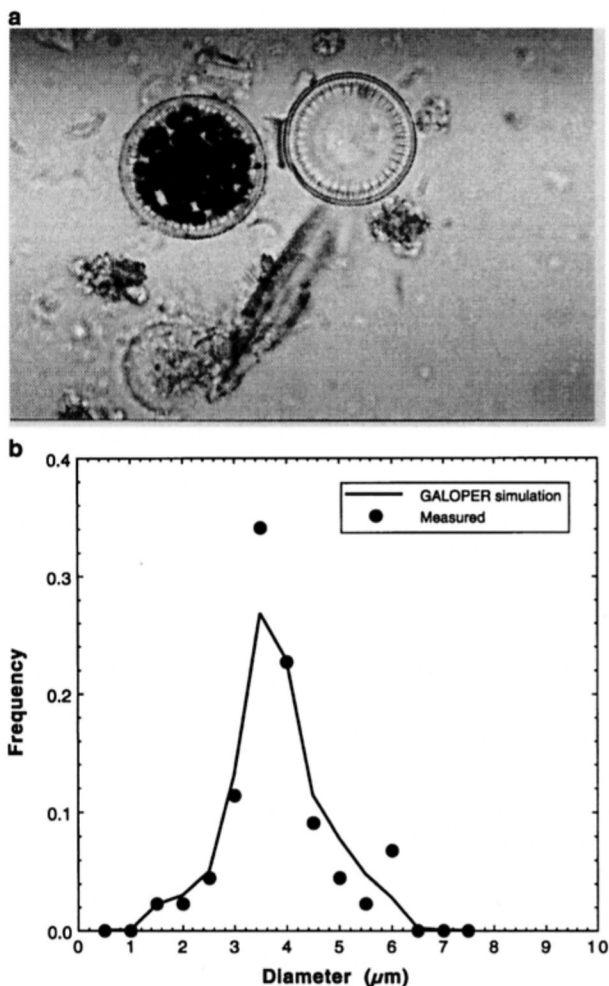 a
b
0.4
0.3
0.2
0.1
0.0
Frequency
GALOPER simulation
Measured
0 1 2 3 4 5 6 7 8 9 10
Diameter (µm)